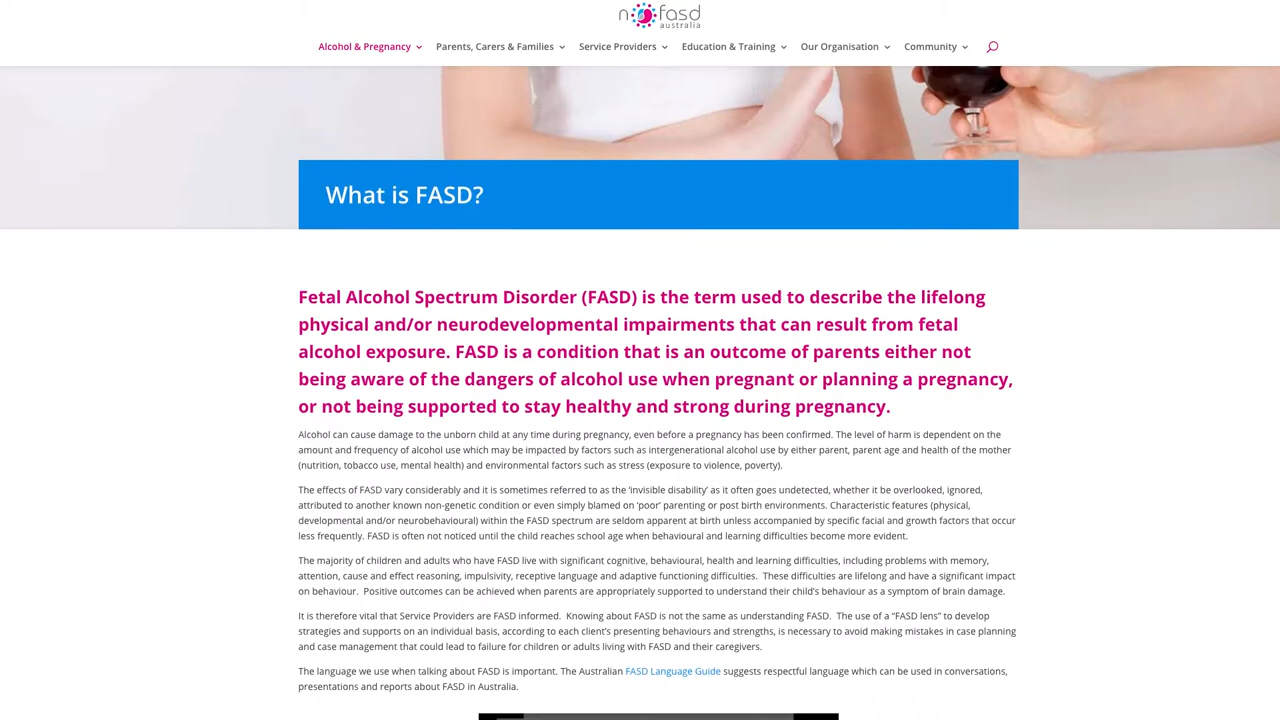 nofasd
australia
Alcohol & Pregnancy Parents, Carers & Families Service Providers Education & Training Our Organisation Community
What is FASD?
Fetal Alcohol Spectrum Disorder (FASD) is the term used to describe the lifelong
physical and/or neurodevelopmental impairments that can result from fetal
alcohol exposure. FASD is a condition that is an outcome of parents either not
being aware of the dangers of alcohol use when pregnant or planning a pregnancy,
or not being supported to stay healthy and strong during pregnancy.
Alcohol can cause damage to the unborn child at any time during pregnancy, even before a pregnancy has been confirmed. The level of harm is dependent on the
amount and frequency of alcohol use which may be impacted by factors such as intergenerational alcohol use by either parent, parent age and health of the mother
(nutrition, tobacco use, mental health) and environmental factors such as stress (exposure to violence, poverty).
The effects of FASD vary considerably and it is sometimes referred to as the ‘invisible disability’ as it often goes undetected, whether it be overlooked, ignored,
attributed to another known non-genetic condition or even simply blamed on ‘poor’ parenting or post birth environments. Characteristic features (physical,
developmental and/or neurobehavioural) within the FASD spectrum are seldom apparent at birth unless accompanied by specific facial and growth factors that occur
less frequently. FASD is often not noticed until the child reaches school age when behavioural and learning difficulties become more evident.
The majority of children and adults who have FASD live with significant cognitive, behavioural, health and learning difficulties, including problems with memory,
attention, cause and effect reasoning, impulsivity, receptive language and adaptive functioning difficulties. These difficulties are lifelong and have a significant impact
on behaviour. Positive outcomes can be achieved when parents are appropriately supported to understand their child’s behaviour as a symptom of brain damage.
It is therefore vital that Service Providers are FASD informed. Knowing about FASD is not the same as understanding FASD. The use of a “FASD lens” to develop
strategies and supports on an individual basis, according to each client’s presenting behaviours and strengths, is necessary to avoid making mistakes in case planning
and case management that could lead to failure for children or adults living with FASD and their caregivers.
The language we use when talking about FASD is important. The Australian FASD Language Guide suggests respectful language which can be used in conversations,
presentations and reports about FASD in Australia.